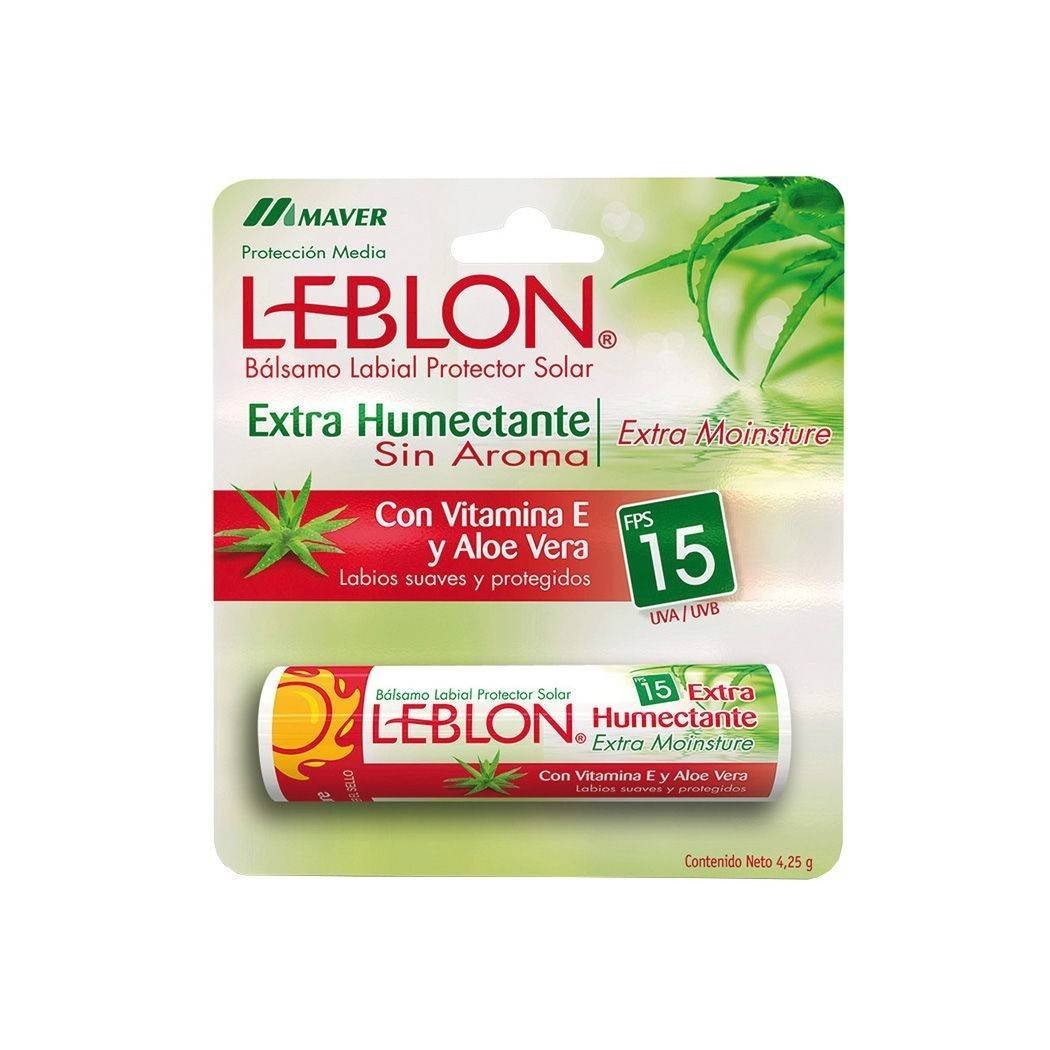 MAVER
Protección Media
LEBLON®
Bálsamo Labial Protector Solar
Extra Humectante
Sin Aroma
Extra Moinsture
Con Vitamina E
y Aloe Vera
Labios suaves y protegidos
FPS
15
UVA / UVB
Bálsamo Labial Protector Solar
LEBLON®
FPS
15 Extra
Humectante
Extra Moinsture
Con Vitamina E y Aloe Vera
Labios suaves y protegidos
EL SELLO
Contenido Neto 4,25 g